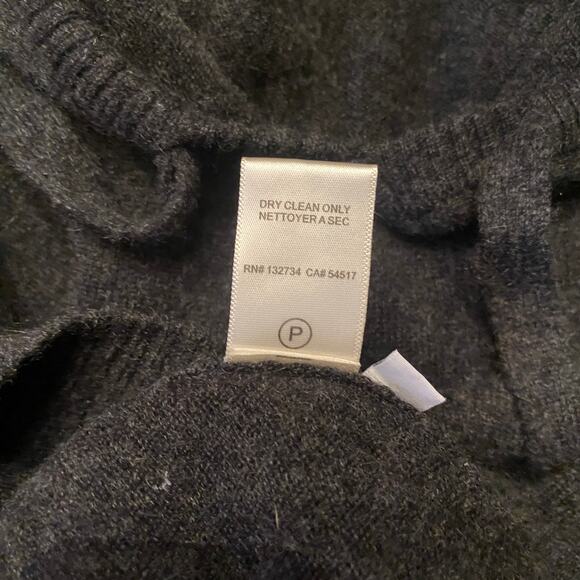 DRY CLEAN ONLY
NETTOYER A SEC
RN# 132734 CA# 54517
P